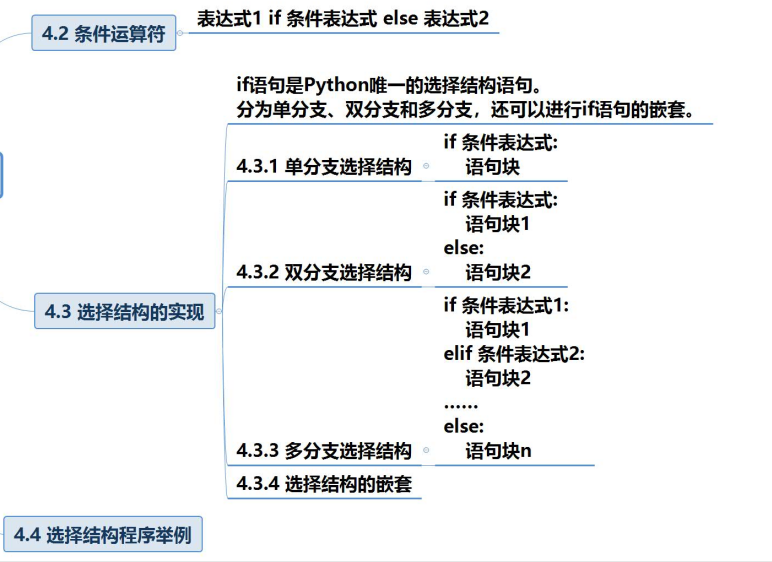 4.2 条件运算符
表达式1 if 条件表达式 else 表达式2
4.3 选择结构的实现
if语句是Python唯一的选择结构语句。
分为单分支、双分支和多分支，还可以进行if语句的嵌套。
4.3.1 单分支选择结构
if 条件表达式:
语句块
4.3.2 双分支选择结构
if 条件表达式:
语句块1
else:
语句块2
4.3.3 多分支选择结构
if 条件表达式1:
语句块1
elif 条件表达式2:
语句块2
……
else:
语句块n
4.3.4 选择结构的嵌套
4.4 选择结构程序举例